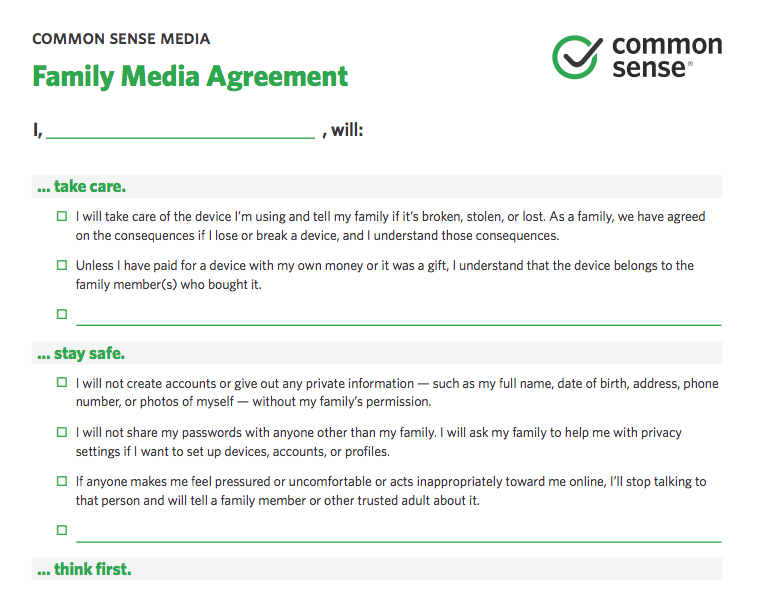 COMMON SENSE MEDIA
common
sense®
Family Media Agreement
I, , will:
... take care.
I will take care of the device I’m using and tell my family if it’s broken, stolen, or lost. As a family, we have agreed
on the consequences if I lose or break a device, and I understand those consequences.
Unless I have paid for a device with my own money or it was a gift, I understand that the device belongs to the
family member(s) who bought it.
... stay safe.
I will not create accounts or give out any private information — such as my full name, date of birth, address, phone
number, or photos of myself — without my family’s permission.
I will not share my passwords with anyone other than my family. I will ask my family to help me with privacy
settings if I want to set up devices, accounts, or profiles.
If anyone makes me feel pressured or uncomfortable or acts inappropriately toward me online, I’ll stop talking to
that person and will tell a family member or other trusted adult about it.
... think first.